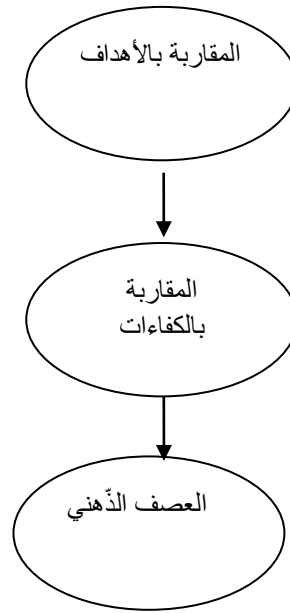 المقاربة بالأهداف
المقاربة
بالكفاءات
العصف الذّهني